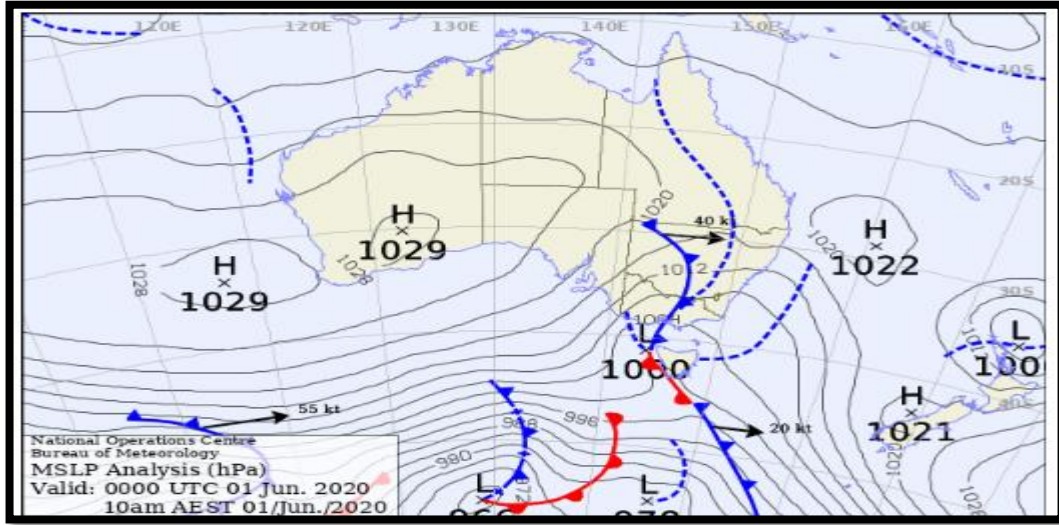 110E 120E 130E 140E 150E 160E
10S
20S
1020
40 kt
H
1029
H
1029
H
1022
1020
1028
1028
1012
30S
L
1000
L
H
1021
40S
55 kt
996
988
980
972
20 kt
1028
L
L
National Operations Centre
Bureau of Meteorology
MSLP Analysis (hPa)
Valid: 0000 UTC 01 Jun. 2020
10am AEST 01/Jun./2020